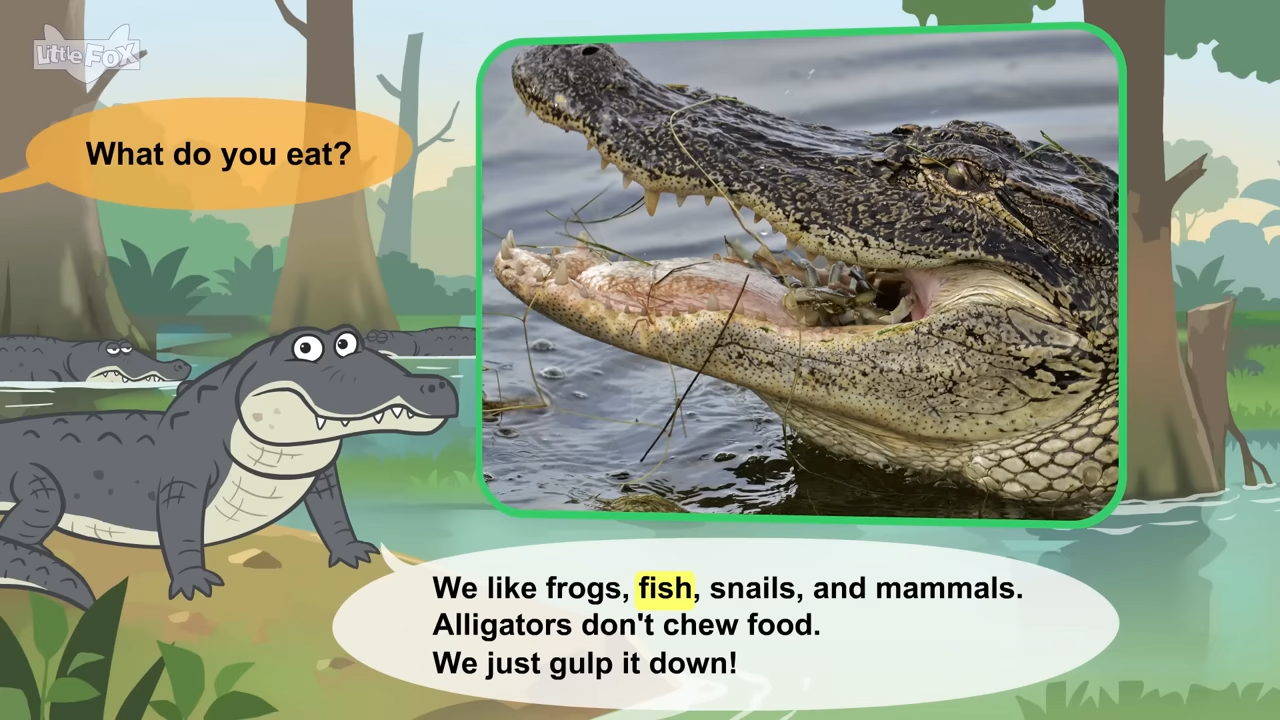 Little Fox
What do you eat?
We like frogs, fish, snails, and mammals.
Alligators don't chew food.
We just gulp it down!